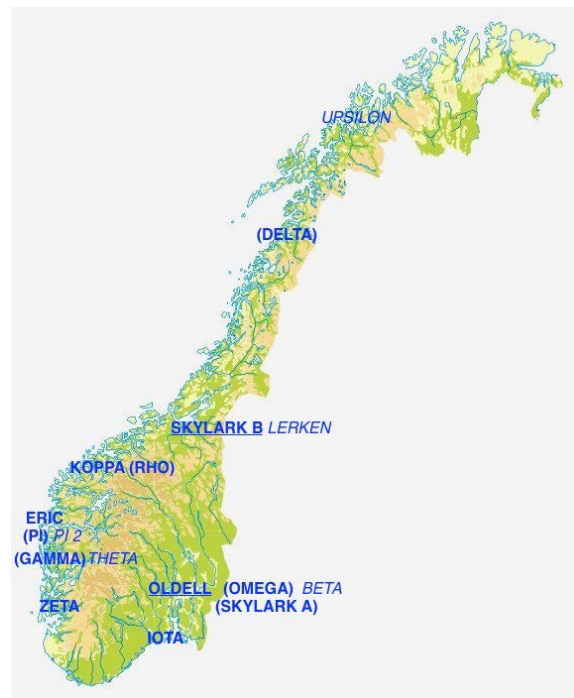 UPSILON
(DELTA)
SKYLARK B LERKEN
KOPPA (RHO)
ERIC
(PI) PI 2
(GAMMA) THETA
OLDELL (OMEGA) BETA
ZETA (SKYLARK A)
IOTA